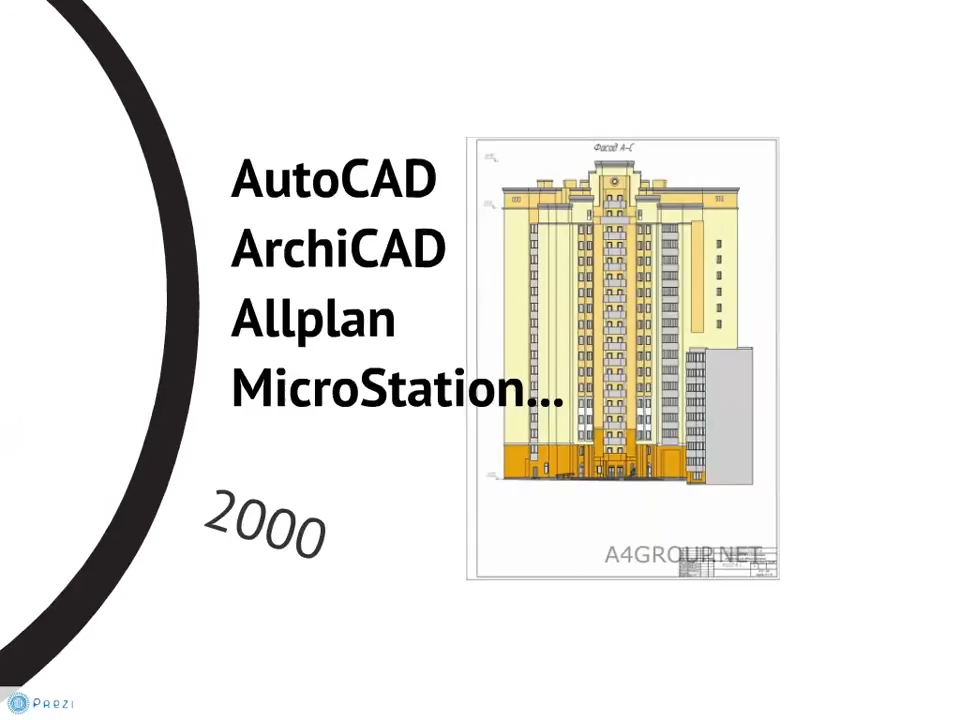 AutoCAD
ArchiCAD
Allplan
MicroStation...
2000
Фасад А-С
A4GROUP.NET
Prezi